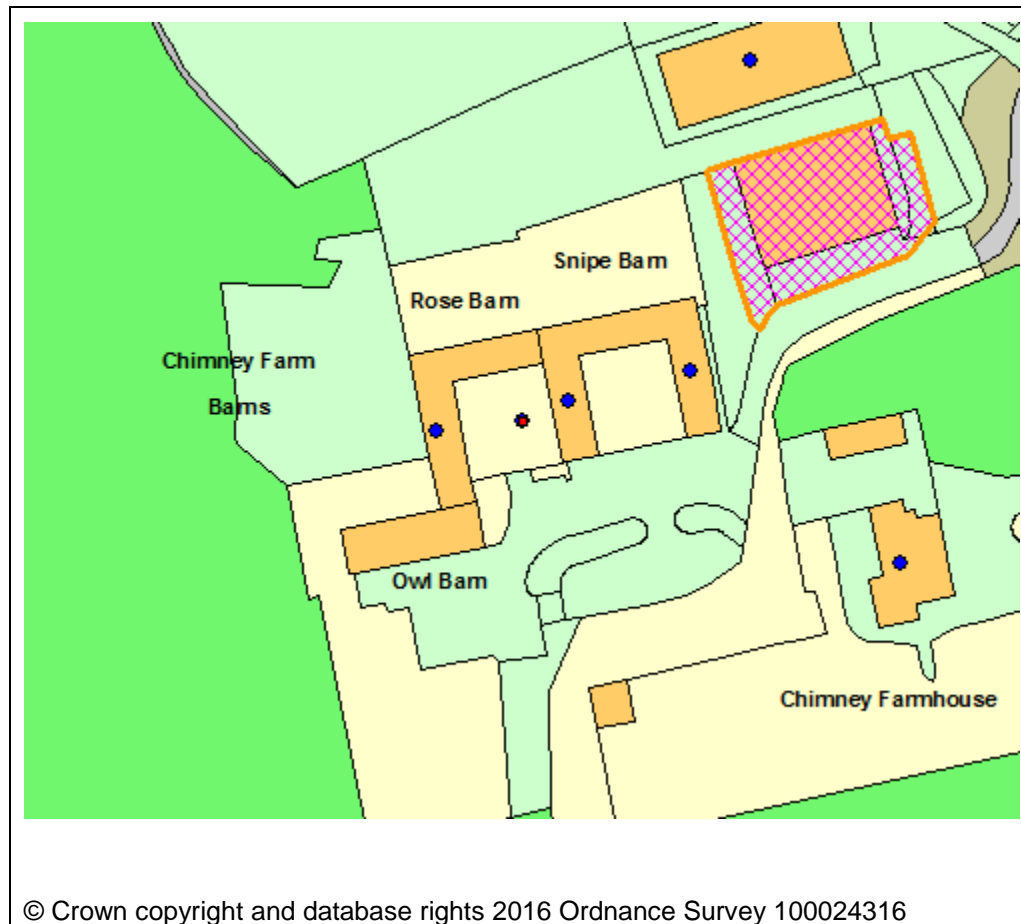 Snipe Barn
Rose Barn
Chimney Farm
Barns
Owl Barn
Chimney Farmhouse
© Crown copyright and database rights 2016 Ordnance Survey 100024316